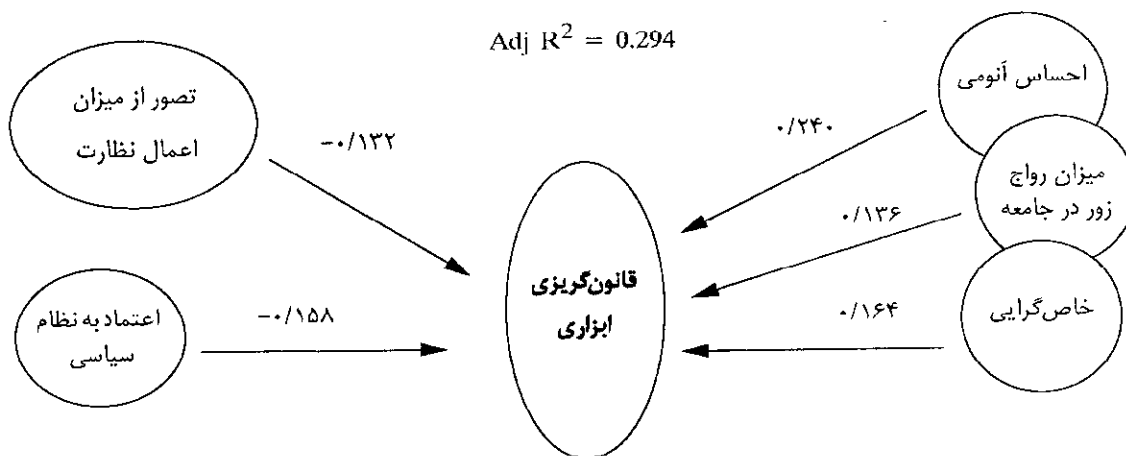 Adj R² = 0.294
احساس آنومی
تصور از میزان
اعمال نظارت
۰/۲۴۰
−۰/۱۳۲
میزان رواج
زور در جامعه
۰/۱۳۶
قانون‌گریزی
ابزاری
خاص‌گرایی
۰/۱۶۴
−۰/۱۵۸
اعتماد به نظام
سیاسی